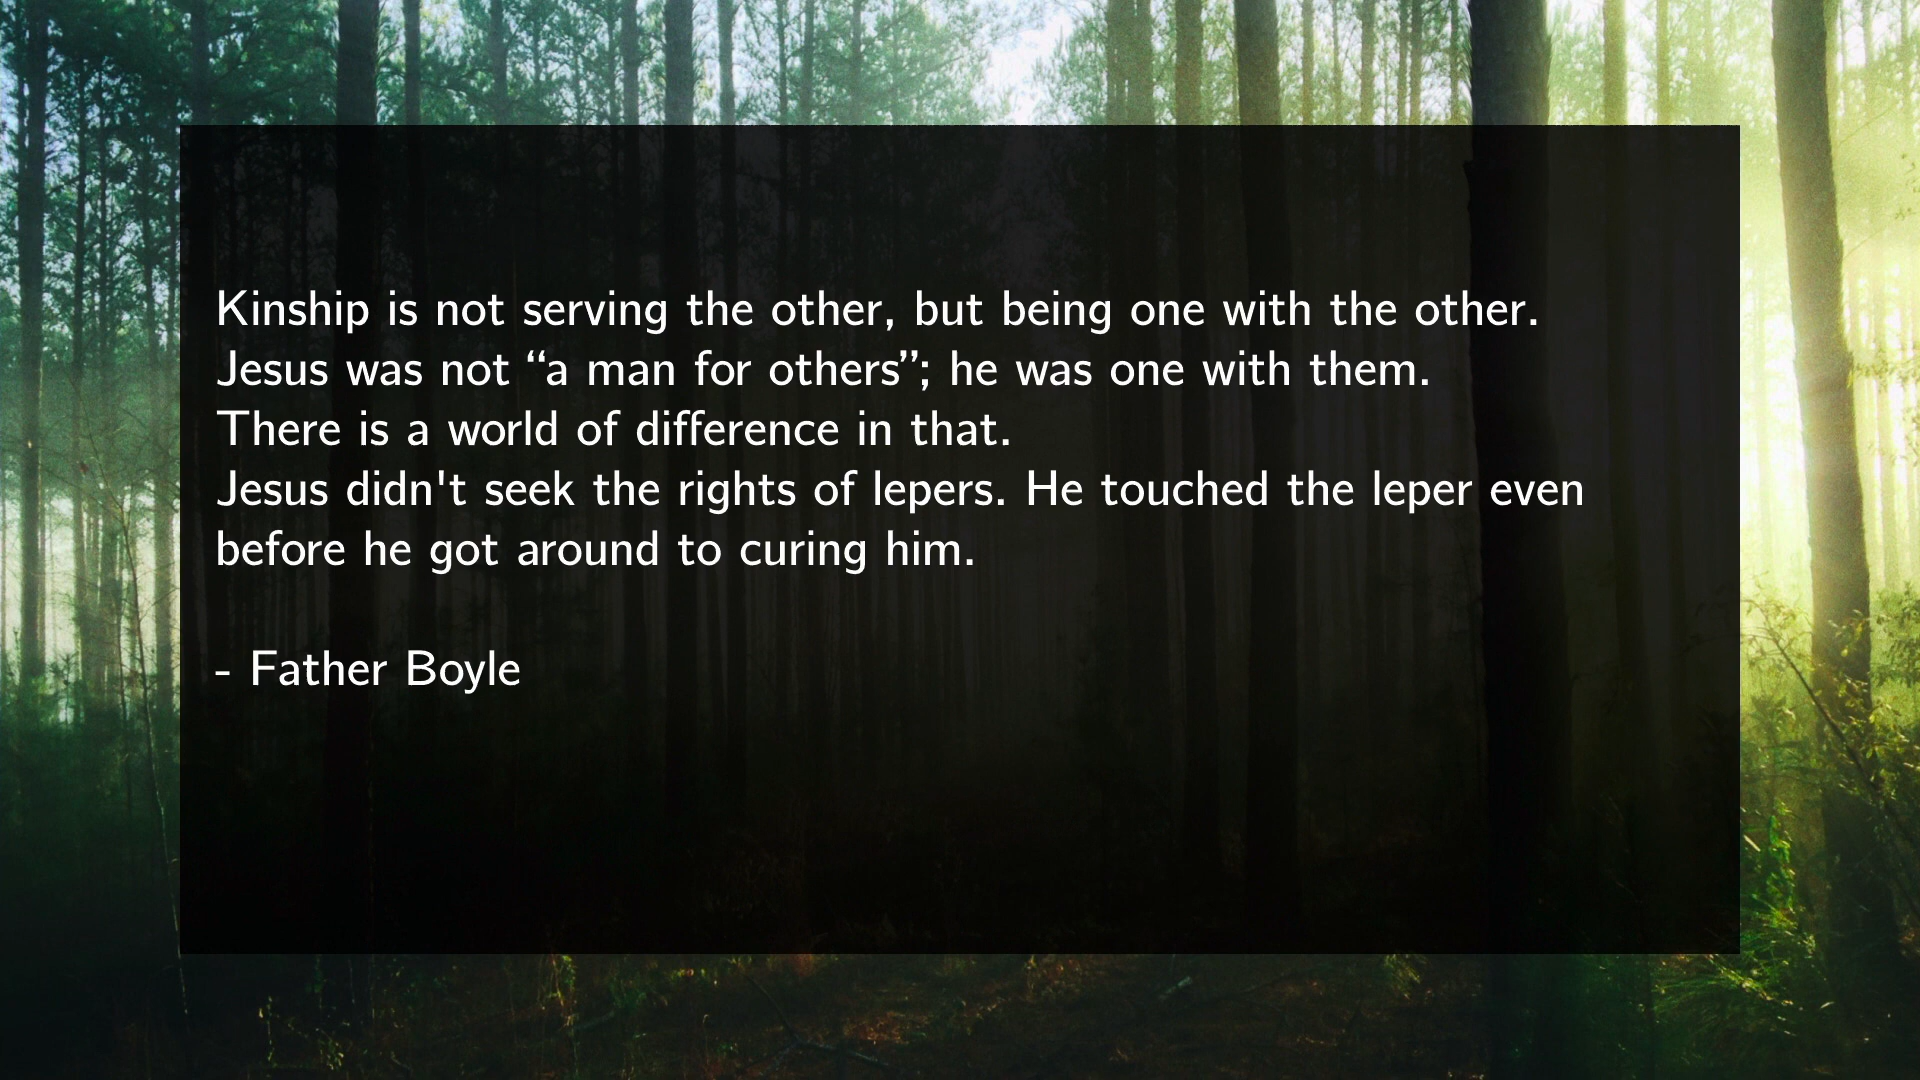 Kinship is not serving the other, but being one with the other.
Jesus was not “a man for others”; he was one with them.
There is a world of difference in that.
Jesus didn't seek the rights of lepers. He touched the leper even
before he got around to curing him.
- Father Boyle